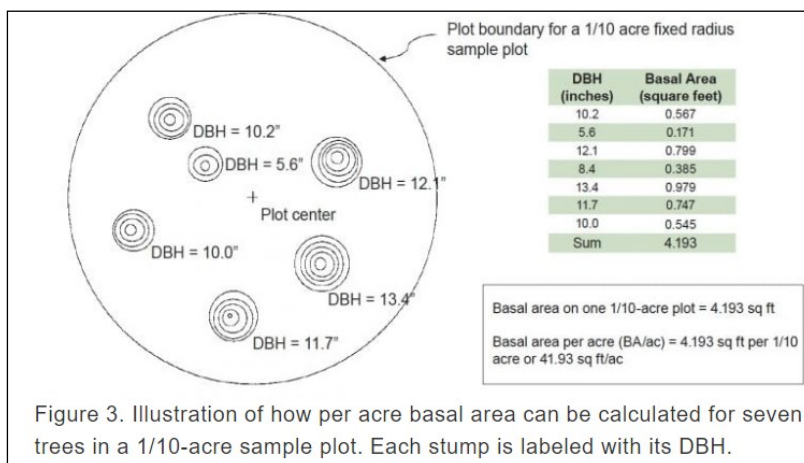 Plot boundary for a 1/10 acre fixed radius
sample plot
DBH = 10.2"
DBH = 5.6"
DBH = 12.1"
Plot center
DBH = 10.0"
DBH = 13.4"
DBH = 11.7"
DBH Basal Area
(inches) (square feet)
10.2 0.567
5.6 0.171
12.1 0.799
8.4 0.385
13.4 0.979
11.7 0.747
10.0 0.545
Sum 4.193
Basal area on one 1/10-acre plot = 4.193 sq ft
Basal area per acre (BA/ac) = 4.193 sq ft per 1/10
acre or 41.93 sq ft/ac
Figure 3. Illustration of how per acre basal area can be calculated for seven
trees in a 1/10-acre sample plot. Each stump is labeled with its DBH.